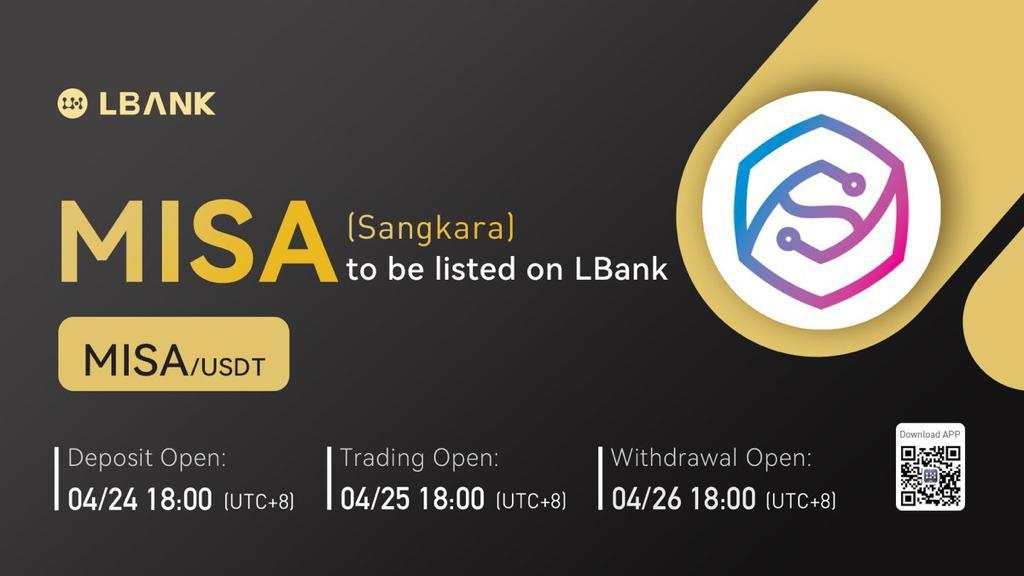 LBANK
MISA (Sangkara)
to be listed on LBank
MISA/USDT
Deposit Open:
04/24 18:00 (UTC+8)
Trading Open:
04/25 18:00 (UTC+8)
Withdrawal Open:
04/26 18:00 (UTC+8)
Download APP